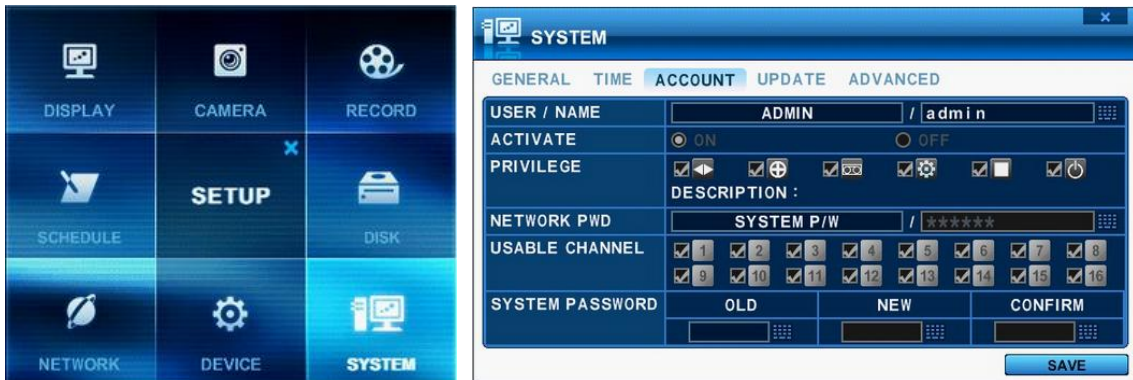 DISPLAY CAMERA RECORD
SCHEDULE SETUP DISK
NETWORK DEVICE SYSTEM
SYSTEM
GENERAL TIME ACCOUNT UPDATE ADVANCED
USER / NAME ADMIN / admin
ACTIVATE ON OFF
PRIVILEGE
DESCRIPTION :
NETWORK PWD SYSTEM P/W / ******
USABLE CHANNEL 1 2 3 4 5 6 7 8
9 10 11 12 13 14 15 16
SYSTEM PASSWORD OLD NEW CONFIRM
SAVE